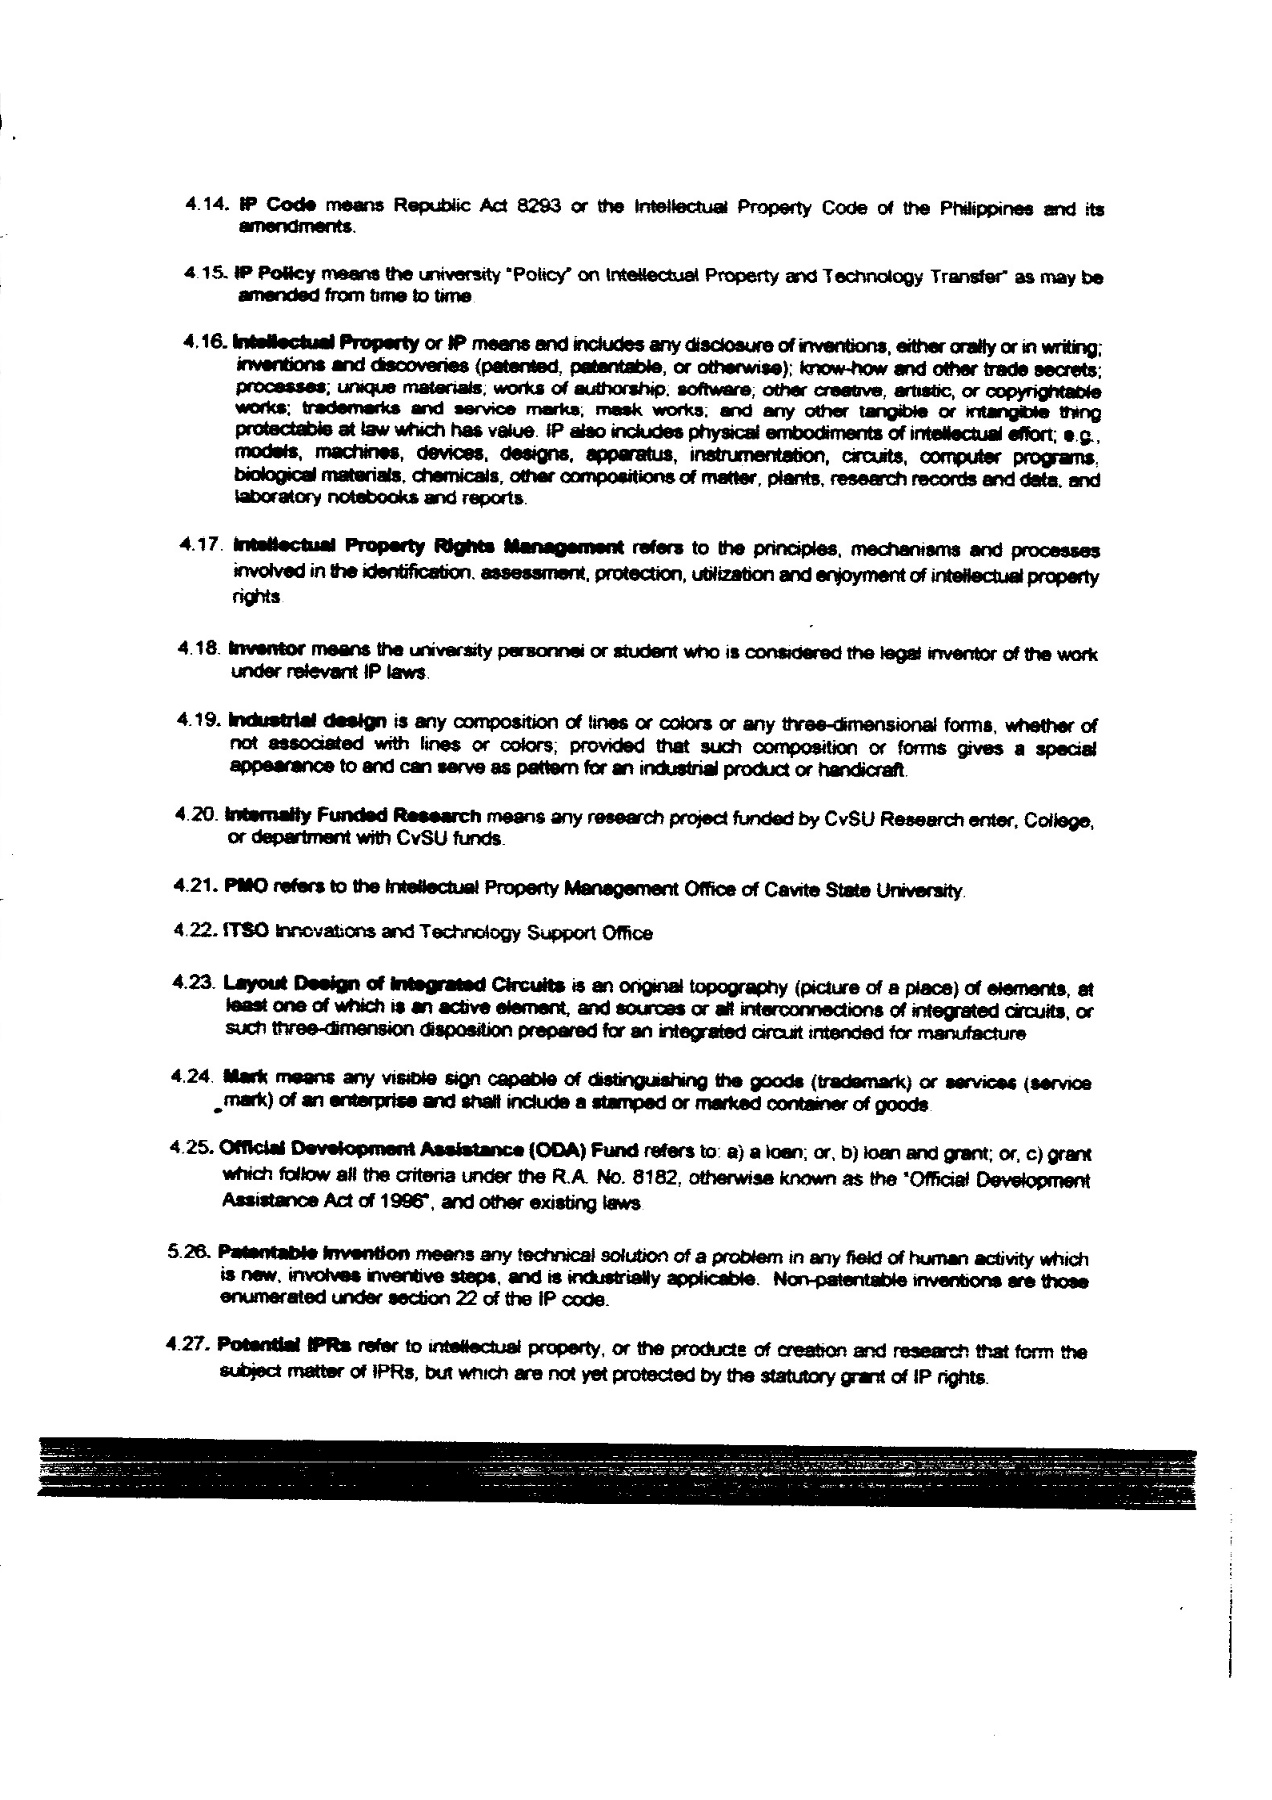 4.14. IP Code means Republic Act 8293 or the Intellectual Property Code of the Philippines and its
amendments.
4.15. IP Policy means the university "Policy" on Intellectual Property and Technology Transfer" as may be
amended from time to time
4.16. Intellectual Property or IP means and includes any disclosure of inventions, either orally or in writing;
inventions and discoveries (patented, patentable, or otherwise); know-how and other trade secrets;
processes; unique materials; works of authorship; software; other creative, artistic, or copyrightable
works; trademarks and service marks; mask works; and any other tangible or intangible thing
protectable at law which has value. IP also includes physical embodiments of intellectual effort; e.g.,
models, machines, devices, designs, apparatus, instrumentation, circuits, computer programs,
biological materials, chemicals, other compositions of matter, plants, research records and data, and
laboratory notebooks and reports.
4.17. Intellectual Property Rights Management refers to the principles, mechanisms and processes
involved in the identification, assessment, protection, utilization and enjoyment of intellectual property
rights
4.18. Inventor means the university personnel or student who is considered the legal inventor of the work
under relevant IP laws.
4.19. Industrial design is any composition of lines or colors or any three-dimensional forms, whether of
not associated with lines or colors; provided that such composition or forms gives a special
appearance to and can serve as pattern for an industrial product or handicraft.
4.20. Internally Funded Research means any research project funded by CvSU Research enter, College,
or department with CvSU funds.
4.21. PMO refers to the Intellectual Property Management Office of Cavite State University.
4.22. ITSO Innovations and Technology Support Office
4.23. Layout Design of Integrated Circuits is an original topography (picture of a place) of elements, at
least one of which is an active element, and sources or all interconnections of integrated circuits, or
such three-dimension disposition prepared for an integrated circuit intended for manufacture
4.24. Mark means any visible sign capable of distinguishing the goods (trademark) or services (service
mark) of an enterprise and shall include a stamped or marked container of goods
4.25. Official Development Assistance (ODA) Fund refers to: a) a loan; or, b) loan and grant; or, c) grant
which follow all the criteria under the R.A. No. 8182, otherwise known as the "Official Development
Assistance Act of 1996", and other existing laws
5.26. Patentable Invention means any technical solution of a problem in any field of human activity which
is new, involves inventive steps, and is industrially applicable. Non-patentable inventions are those
enumerated under section 22 of the IP code.
4.27. Potential IPRs refer to intellectual property, or the products of creation and research that form the
subject matter of IPRs, but which are not yet protected by the statutory grant of IP rights.